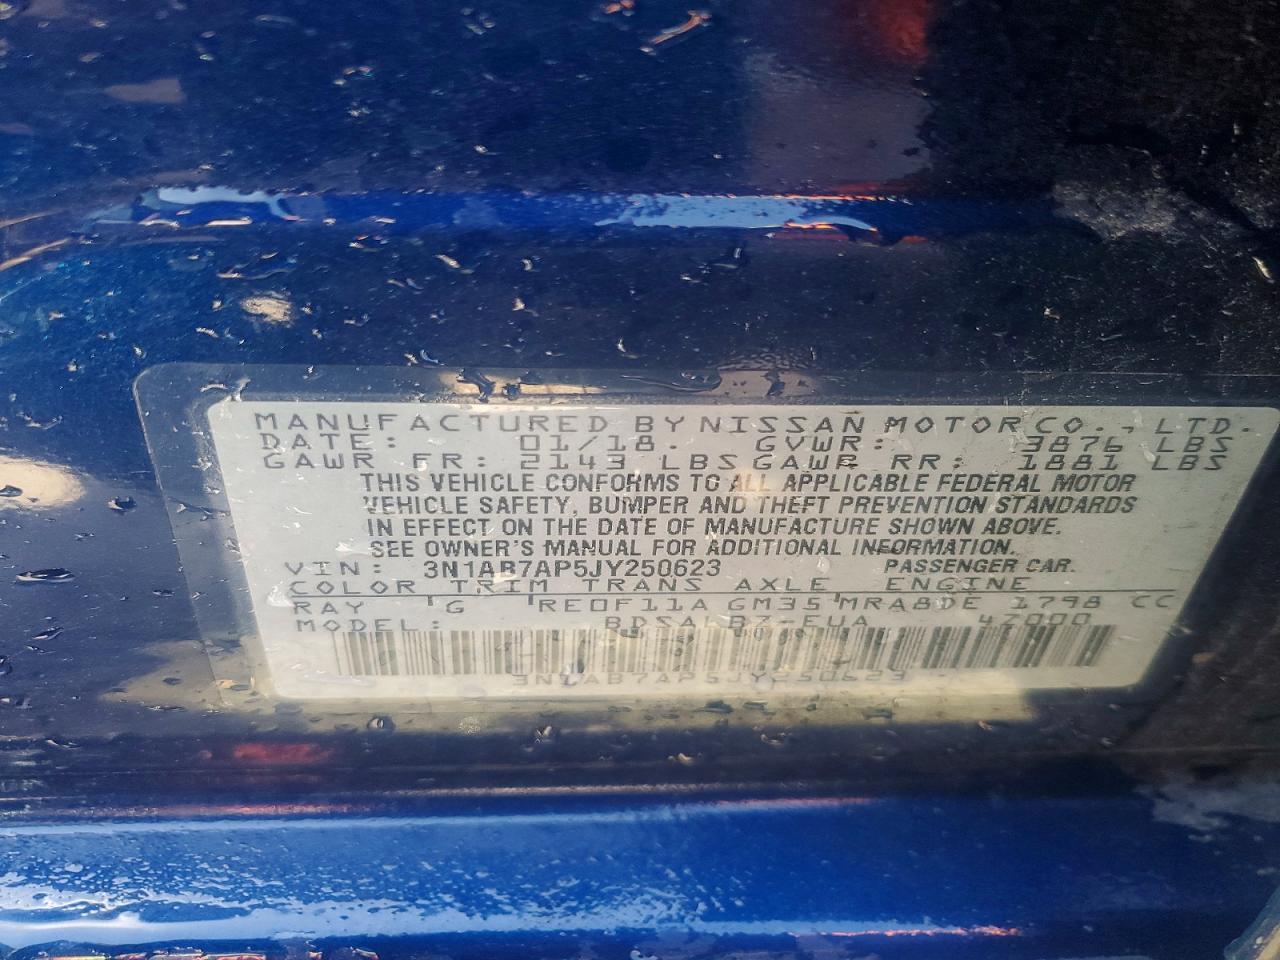 MANUFACTURED BY NISSAN MOTOR CO., LTD.
DATE: 01/18. GVWR: 3876 LBS
GAWR FR: 2143 LBS GAWR RR: 1881 LBS
THIS VEHICLE CONFORMS TO ALL APPLICABLE FEDERAL MOTOR
VEHICLE SAFETY, BUMPER AND THEFT PREVENTION STANDARDS
IN EFFECT ON THE DATE OF MANUFACTURE SHOWN ABOVE.
SEE OWNER'S MANUAL FOR ADDITIONAL INFORMATION.
VIN: 3N1AB7AP5JY250623 PASSENGER CAR.
COLOR TRIM TRANS AXLE ENGINE
RAY G RE0F11A GM35 MRA8DE 1798 CC
MODEL: BDSALBZ-EUA 4Z000
3N1AB7AP5JY250623